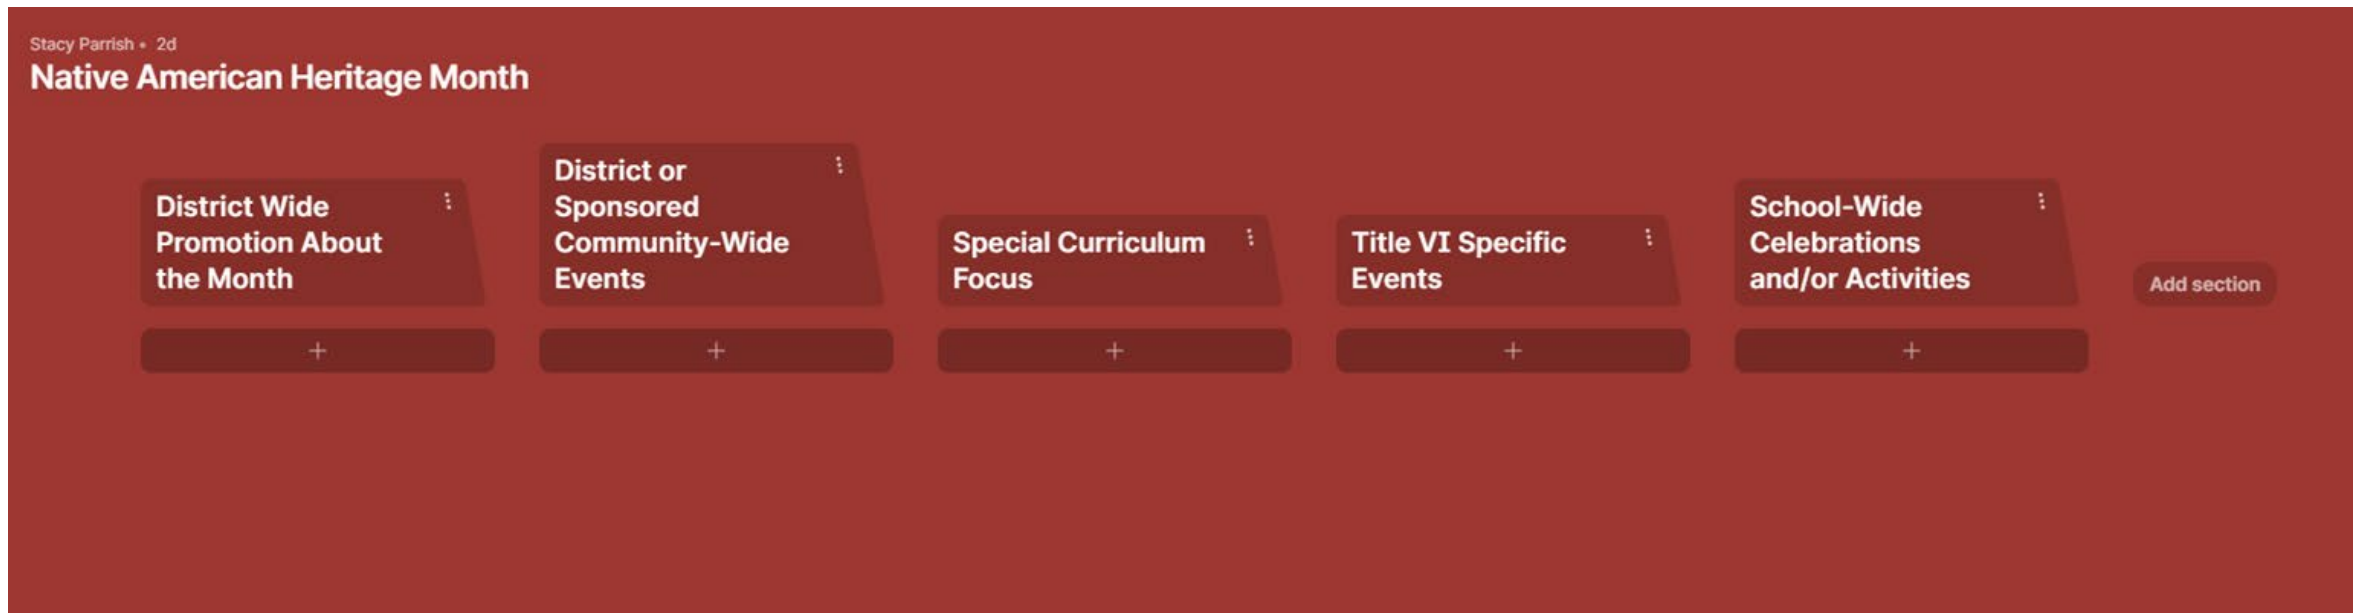 Stacy Parrish • 2d
Native American Heritage Month
District Wide
Promotion About
the Month
District or
Sponsored
Community-Wide
Events
Special Curriculum
Focus
Title VI Specific
Events
School-Wide
Celebrations
and/or Activities
Add section